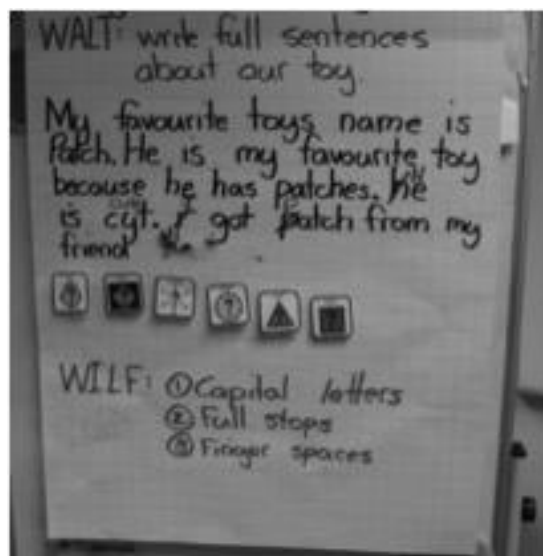 WALT: write full sentences
about our toy.
My favourite toys name is
Patch. He is my favourite toy
because he has patches. he
is cyt. I got patch from my
friend
WILF: ① Capital letters
② Full stops
③ Finger spaces